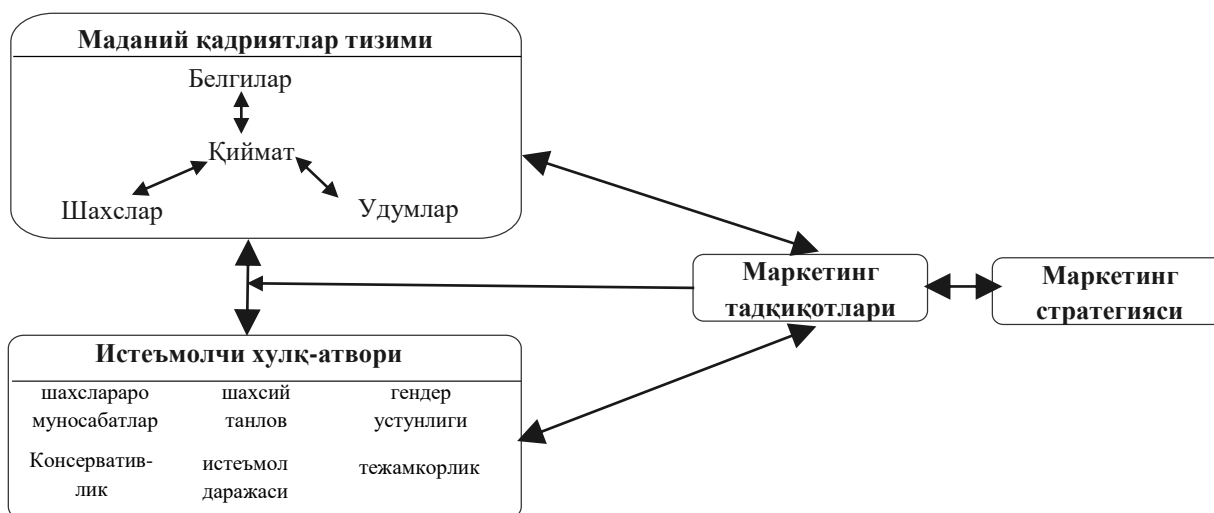 Маданий қадриятлар тизими
Белгилар
Қиймат
Шахслар
Удумлар
Маркетинг
тадқиқотлари
Маркетинг
стратегияси
Истеъмолчи хулқ-атвори
шахслараро
муносабатлар
шахсий
танлов
гендер
устунлиги
Консерватив-
лик
истеъмол
даражаси
тежамкорлик